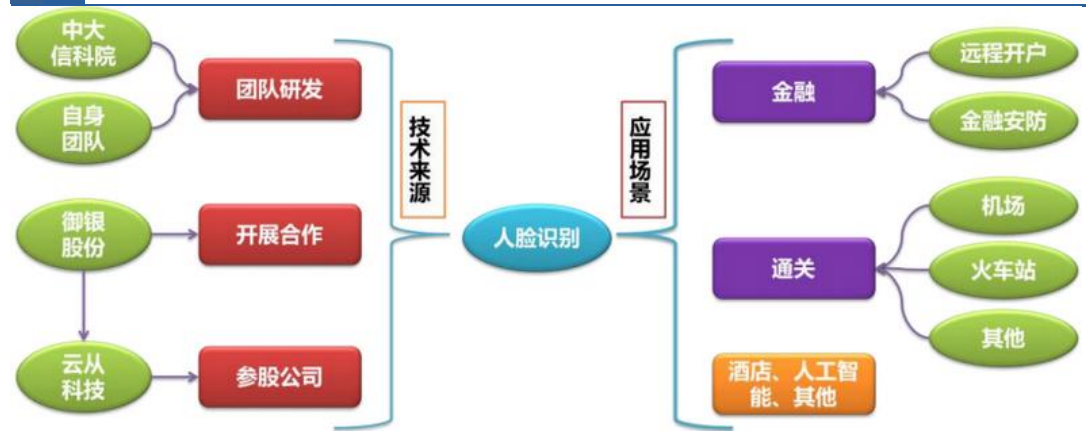 中大
信科院
自身
团队
团队研发
御银
股份
开展合作
云从
科技
参股公司
技术来源
人脸识别
应用场景
金融
远程开户
金融安防
通关
机场
火车站
其他
酒店、人工智
能、其他